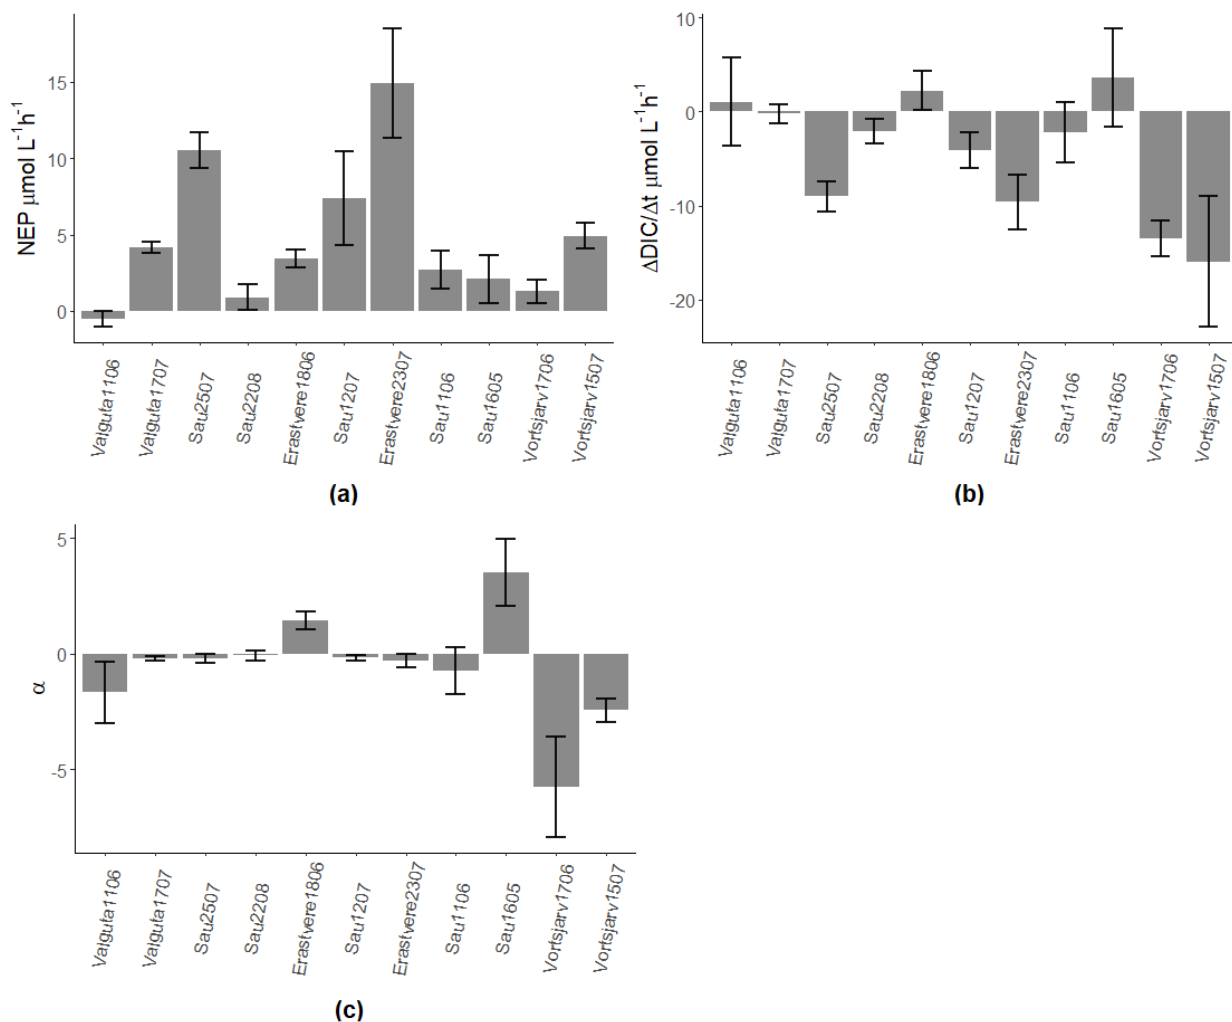 NEP μmol L⁻¹h⁻¹
15
10
5
0
Valguta1106
Valguta1707
Sau2507
Sau2208
Erastvere1806
Sau1207
Erastvere2307
Sau1106
Sau1605
Vortsjarv1706
Vortsjarv1507
(a)
ΔDIC/Δt μmol L⁻¹h⁻¹
10
0
-10
-20
Valguta1106
Valguta1707
Sau2507
Sau2208
Erastvere1806
Sau1207
Erastvere2307
Sau1106
Sau1605
Vortsjarv1706
Vortsjarv1507
(b)
α
5
0
-5
Valguta1106
Valguta1707
Sau2507
Sau2208
Erastvere1806
Sau1207
Erastvere2307
Sau1106
Sau1605
Vortsjarv1706
Vortsjarv1507
(c)